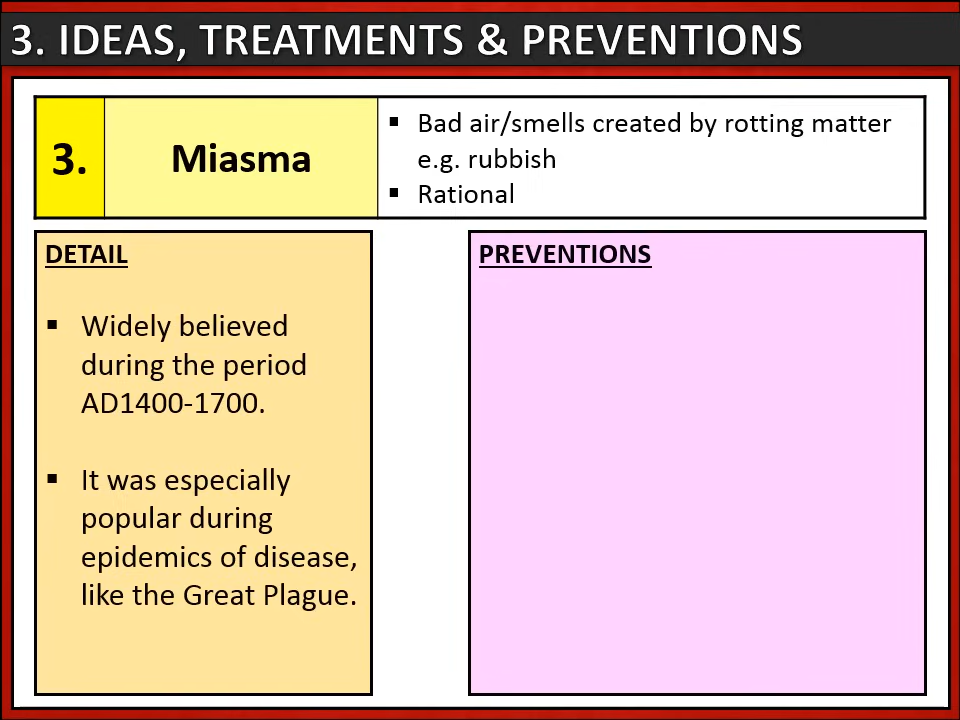 3. IDEAS, TREATMENTS & PREVENTIONS
3.
Miasma
▪ Bad air/smells created by rotting matter
e.g. rubbish
▪ Rational
DETAIL
▪ Widely believed
during the period
AD1400-1700.
▪ It was especially
popular during
epidemics of disease,
like the Great Plague.
PREVENTIONS